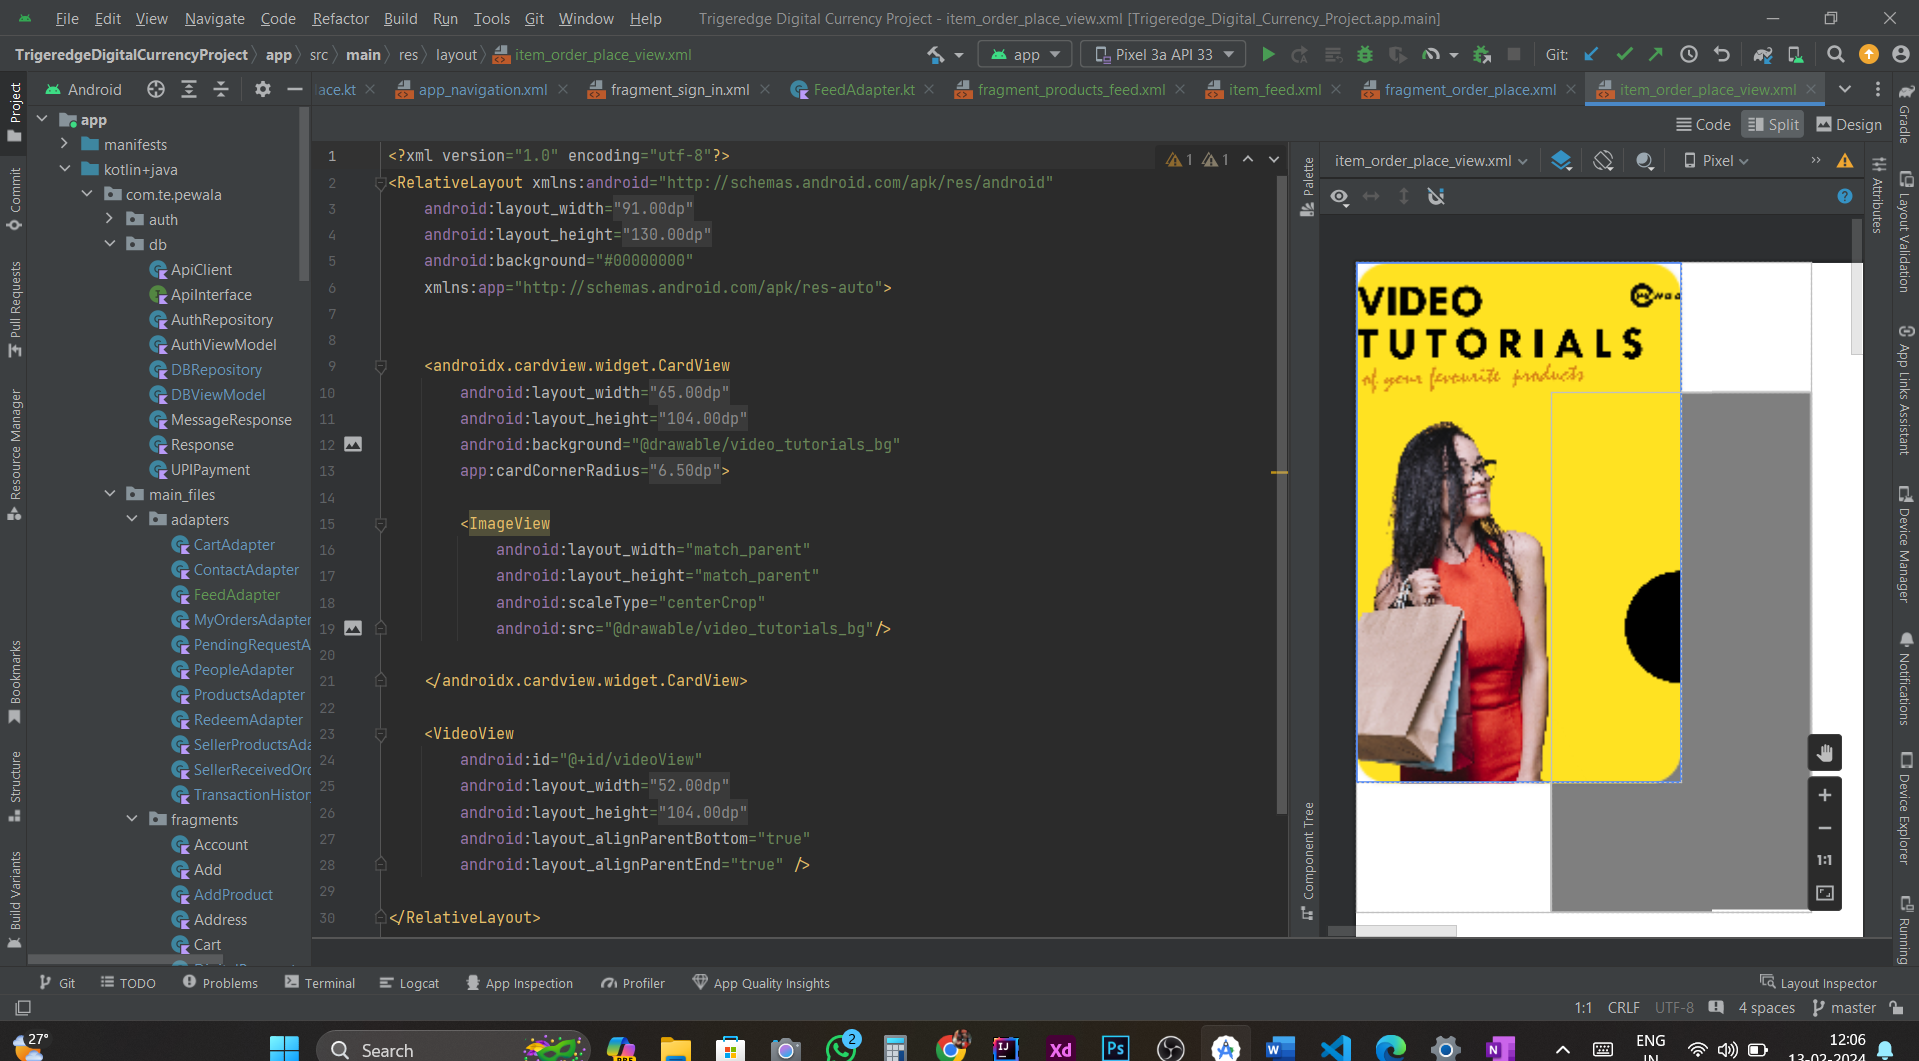 File Edit View Navigate Code Refactor Build Run Tools Git Window Help Trigeredge Digital Currency Project - item_order_place_view.xml [Trigeredge_Digital_Currency_Project.app.main]
TrigeredgeDigitalCurrencyProject app src main res layout item_order_place_view.xml app Pixel 3a API 33 Git:
Android lace.kt app_navigation.xml fragment_sign_in.xml FeedAdapter.kt fragment_products_feed.xml item_feed.xml fragment_order_place.xml item_order_place_view.xml
Code Split Design
Project
Commit
Pull Requests
Resource Manager
Bookmarks
Structure
Build Variants
app
manifests
kotlin+java
com.te.pewala
auth
db
ApiClient
ApiInterface
AuthRepository
AuthViewModel
DBRepository
DBViewModel
MessageResponse
Response
UPIPayment
main_files
adapters
CartAdapter
ContactAdapter
FeedAdapter
MyOrdersAdapter
PendingRequestA
PeopleAdapter
ProductsAdapter
RedeemAdapter
SellerProductsAda
SellerReceivedOrd
TransactionHistor
fragments
Account
Add
AddProduct
Address
Cart
1 <?xml version="1.0" encoding="utf-8"?>
2 <RelativeLayout xmlns:android="http://schemas.android.com/apk/res/android"
3 android:layout_width="91.00dp"
4 android:layout_height="130.00dp"
5 android:background="#00000000"
6 xmlns:app="http://schemas.android.com/apk/res-auto">
7
8
9 <androidx.cardview.widget.CardView
10 android:layout_width="65.00dp"
11 android:layout_height="104.00dp"
12 android:background="@drawable/video_tutorials_bg"
13 app:cardCornerRadius="6.50dp">
14
15 <ImageView
16 android:layout_width="match_parent"
17 android:layout_height="match_parent"
18 android:scaleType="centerCrop"
19 android:src="@drawable/video_tutorials_bg"/>
20
21 </androidx.cardview.widget.CardView>
22
23 <VideoView
24 android:id="@+id/videoView"
25 android:layout_width="52.00dp"
26 android:layout_height="104.00dp"
27 android:layout_alignParentBottom="true"
28 android:layout_alignParentEnd="true" />
29
30 </RelativeLayout>
1 1
Palette
Component Tree
item_order_place_view.xml Pixel
VIDEO
TUTORIALS
of your favourite products
1:1
Attributes
Gradle
Layout Validation
App Links Assistant
Device Manager
Notifications
Device Explorer
Running
Git TODO Problems Terminal Logcat App Inspection Profiler App Quality Insights Layout Inspector
1:1 CRLF UTF-8 4 spaces master
27° Search 2 ENG 12:06
IN 13-02-2024